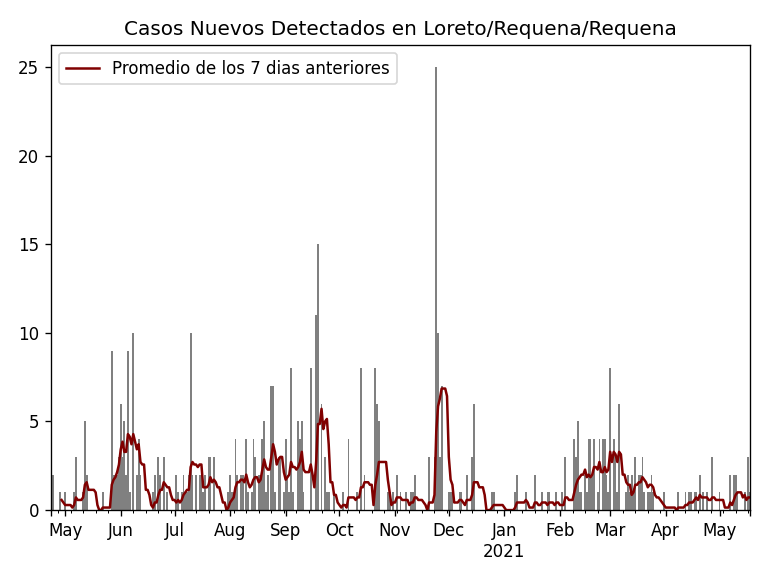 Casos Nuevos Detectados en Loreto/Requena/Requena
Promedio de los 7 dias anteriores
25
20
15
10
5
0
May Jun Jul Aug Sep Oct Nov Dec Jan Feb Mar Apr May
2021